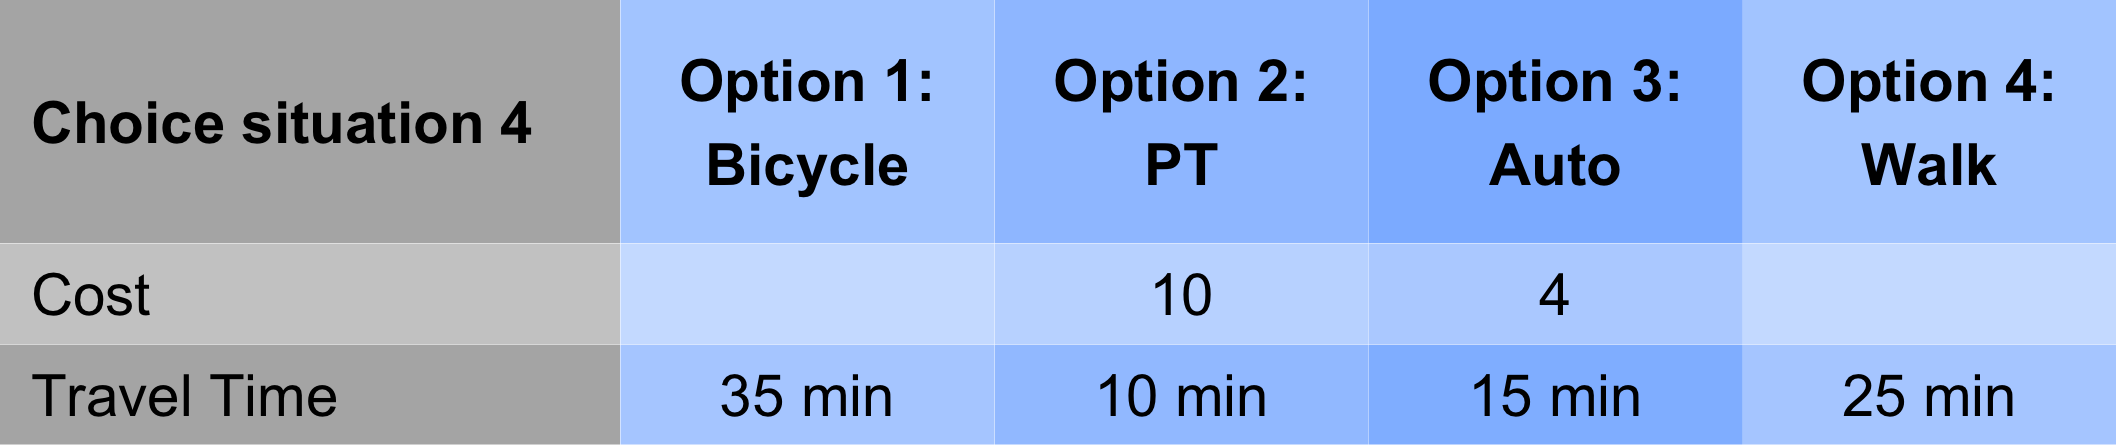 Choice situation 4
Option 1:
Bicycle
Option 2:
PT
Option 3:
Auto
Option 4:
Walk
Cost 10 4
Travel Time 35 min 10 min 15 min 25 min